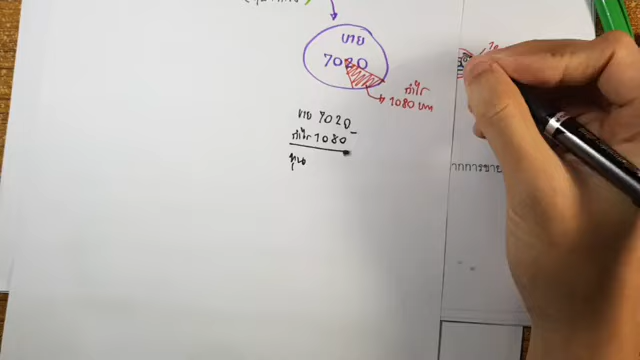 ขาย
7020
กำไร
1080 บาท
ขาย 7020
กำไร 1080
ทุน
ากการขาย